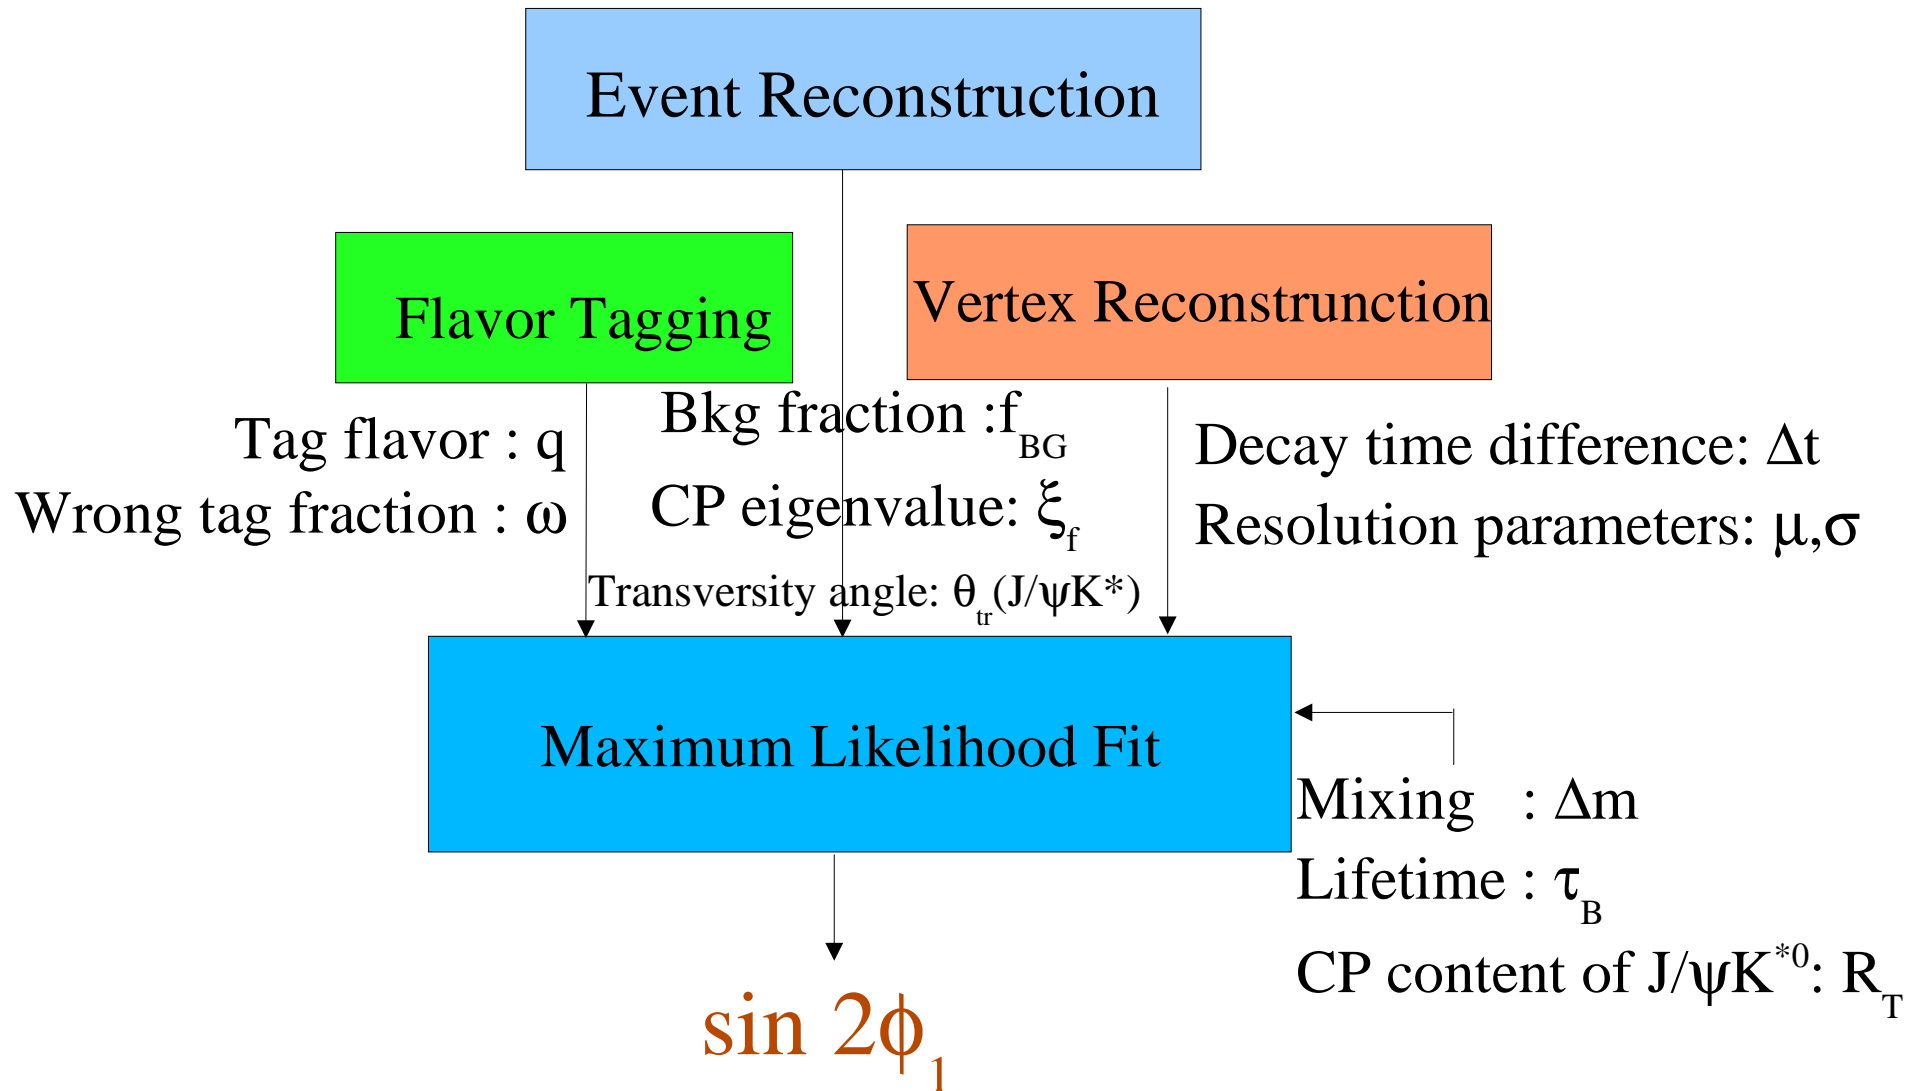 Event Reconstruction
Flavor Tagging
Vertex Reconstrunction
Tag flavor : q
Wrong tag fraction : ω
Bkg fraction :f_BG
CP eigenvalue: ξ_f
Transversity angle: θ_tr(J/ψK*)
Decay time difference: Δt
Resolution parameters: μ,σ
Maximum Likelihood Fit
Mixing : Δm
Lifetime : τ_B
CP content of J/ψK^*0: R_T
sin 2ϕ_1